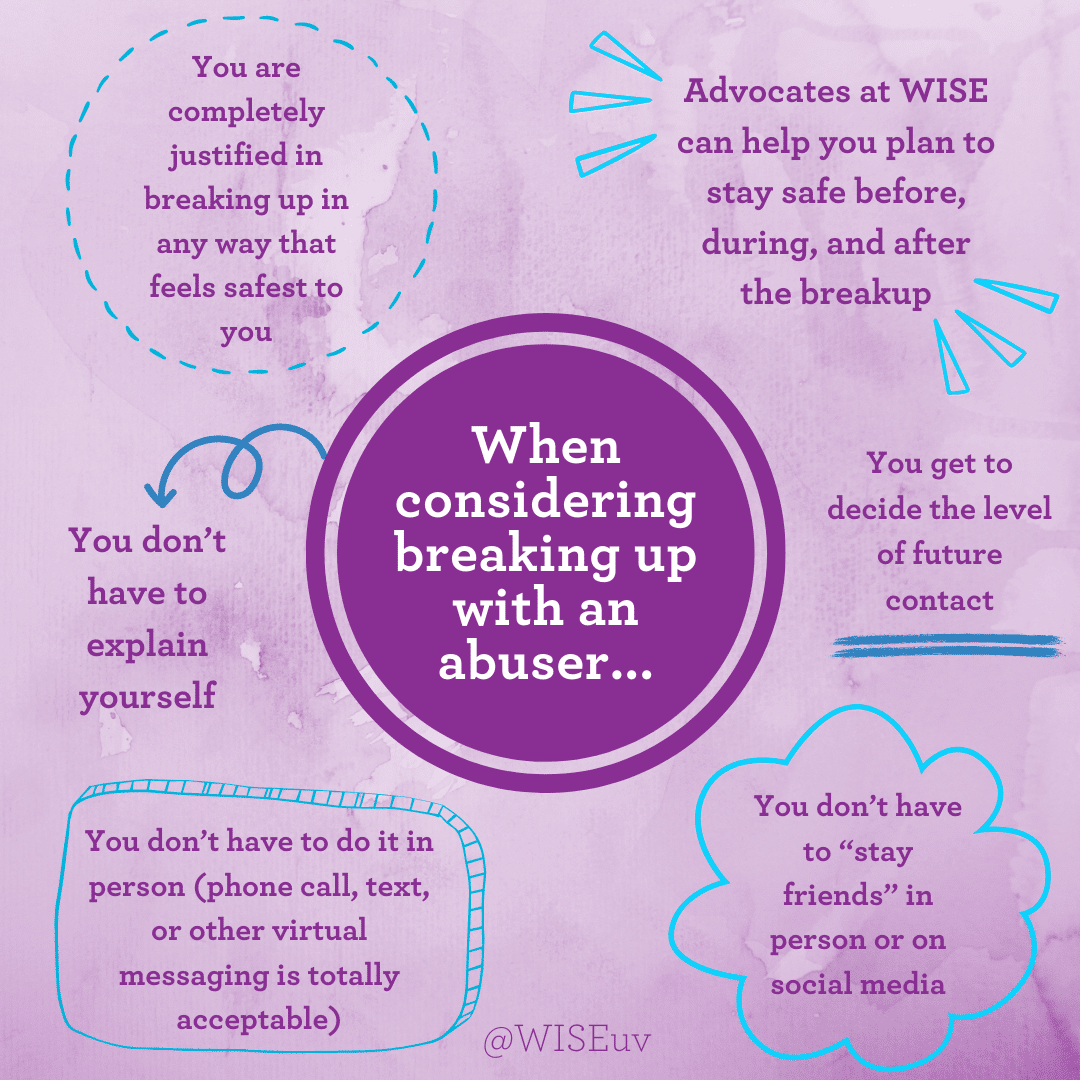 You are
completely
justified in
breaking up in
any way that
feels safest to
you
Advocates at WISE
can help you plan to
stay safe before,
during, and after
the breakup
When
considering
breaking up
with an
abuser...
You don’t
have to
explain
yourself
You get to
decide the level
of future
contact
You don’t have to do it in
person (phone call, text,
or other virtual
messaging is totally
acceptable)
You don’t have
to “stay
friends” in
person or on
social media
@WISEuv